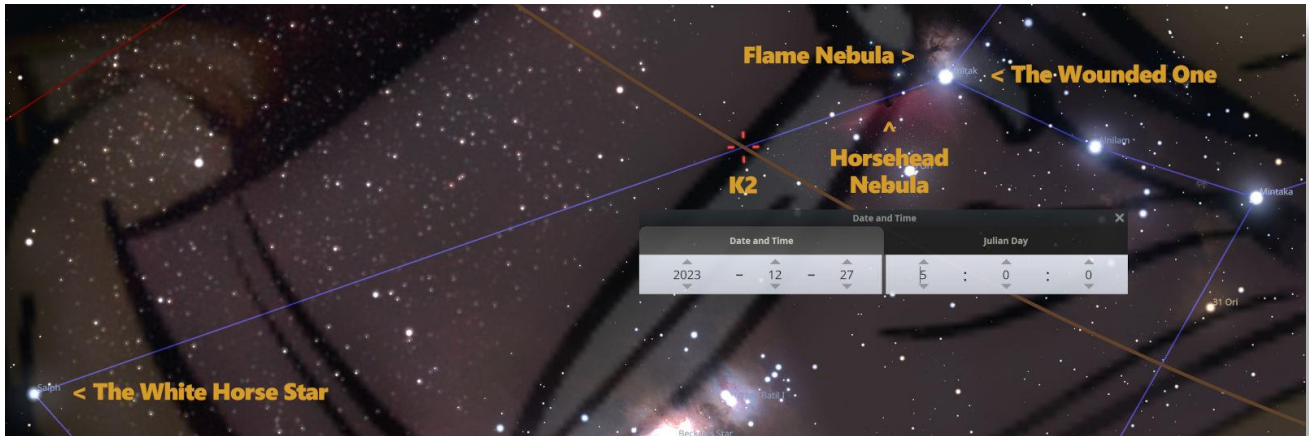 Flame Nebula >
< The Wounded One
Alnilam
^
Horsehead
Nebula
K2
Mintaka
Date and Time
Date and Time
Julian Day
2023 – 12 – 27
5 : 0 : 0
31 Ori
Saiph
< The White Horse Star